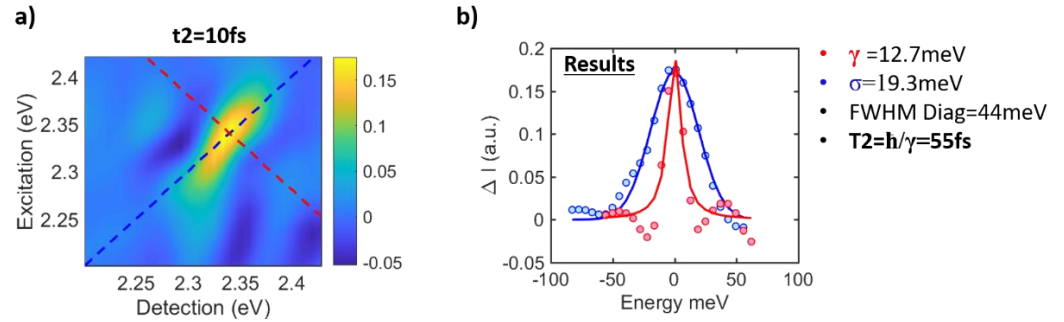 a)
t2=10fs
Excitation (eV)
2.4
2.35
2.3
2.25
2.25 2.3 2.35 2.4
Detection (eV)
0.15
0.1
0.05
0
-0.05
b)
Results
Δ I (a.u.)
0.2
0.15
0.1
0.05
0
-0.05
-100 -50 0 50 100
Energy meV
• γ =12.7meV
• σ=19.3meV
• FWHM Diag=44meV
• T2=ħ/γ=55fs